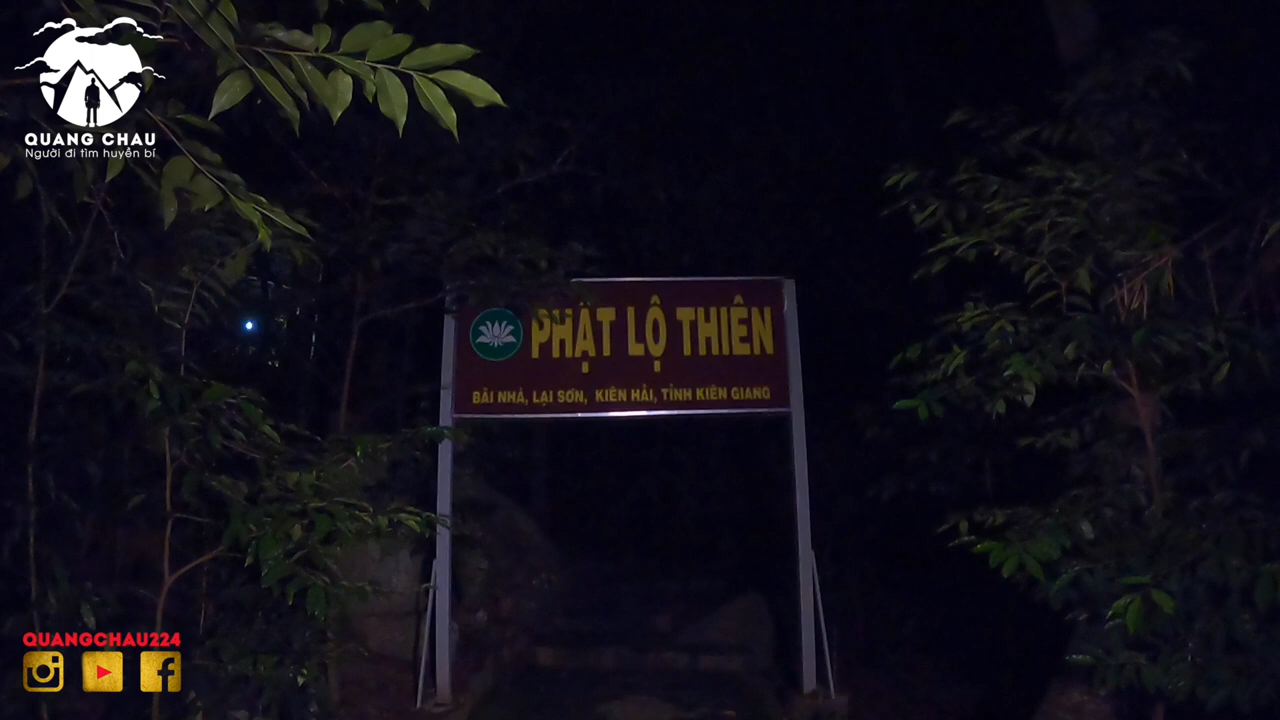 QUANG CHAU
Người đi tìm huyền bí
PHẬT LỘ THIÊN
BÃI NHÀ, LẠI SƠN, KIÊN HẢI, TỈNH KIÊN GIANG
QUANGCHAU224